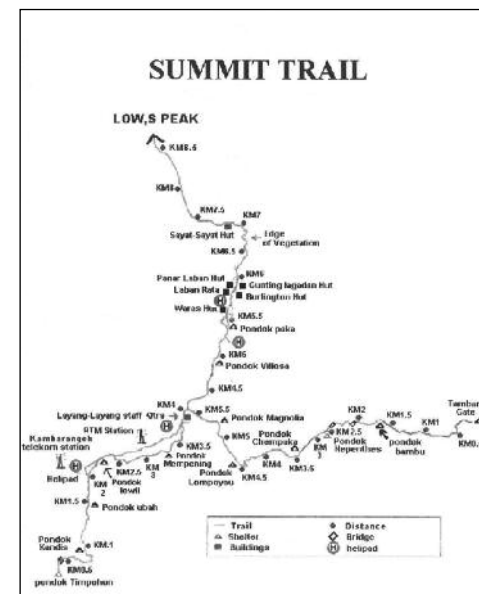 SUMMIT TRAIL
LOW,S PEAK
KM8.5
KM8
KM7.5
KM7
Sayat-Sayat Hut
Edge
of Vegetation
KM6.5
KM6
Panar Laban Hut
Gunting lagadan Hut
Laban Rata
Burlington Hut
H
Waras Hut
KM5.5
Pondok paka
H
KM5
Pondok Villosa
KM4.5
KM4
Layang-Layang staff Qtrs
KM5.5
H
Pondok Magnolia
RTM Station
KM5
KM3.5
Kambarangoh
telekom station
Pondok
Mempening
Pondok
Lompoyou
KM4.5
KM4
Pondok
Chempaka
KM3.5
KM
3
KM2.5
Pondok
Nepenthes
KM2
KM1.5
pondok
bambu
KM1
Gate
H
Helipad
KM
2
Pondok
lowii
KM2.5
KM
3
KM1.5
Pondok ubah
Pondok
Kandis
KM.1
KM0.5
pondok Timpohon
Trail
Distance
Shelter
Bridge
Buildings
H
helipad